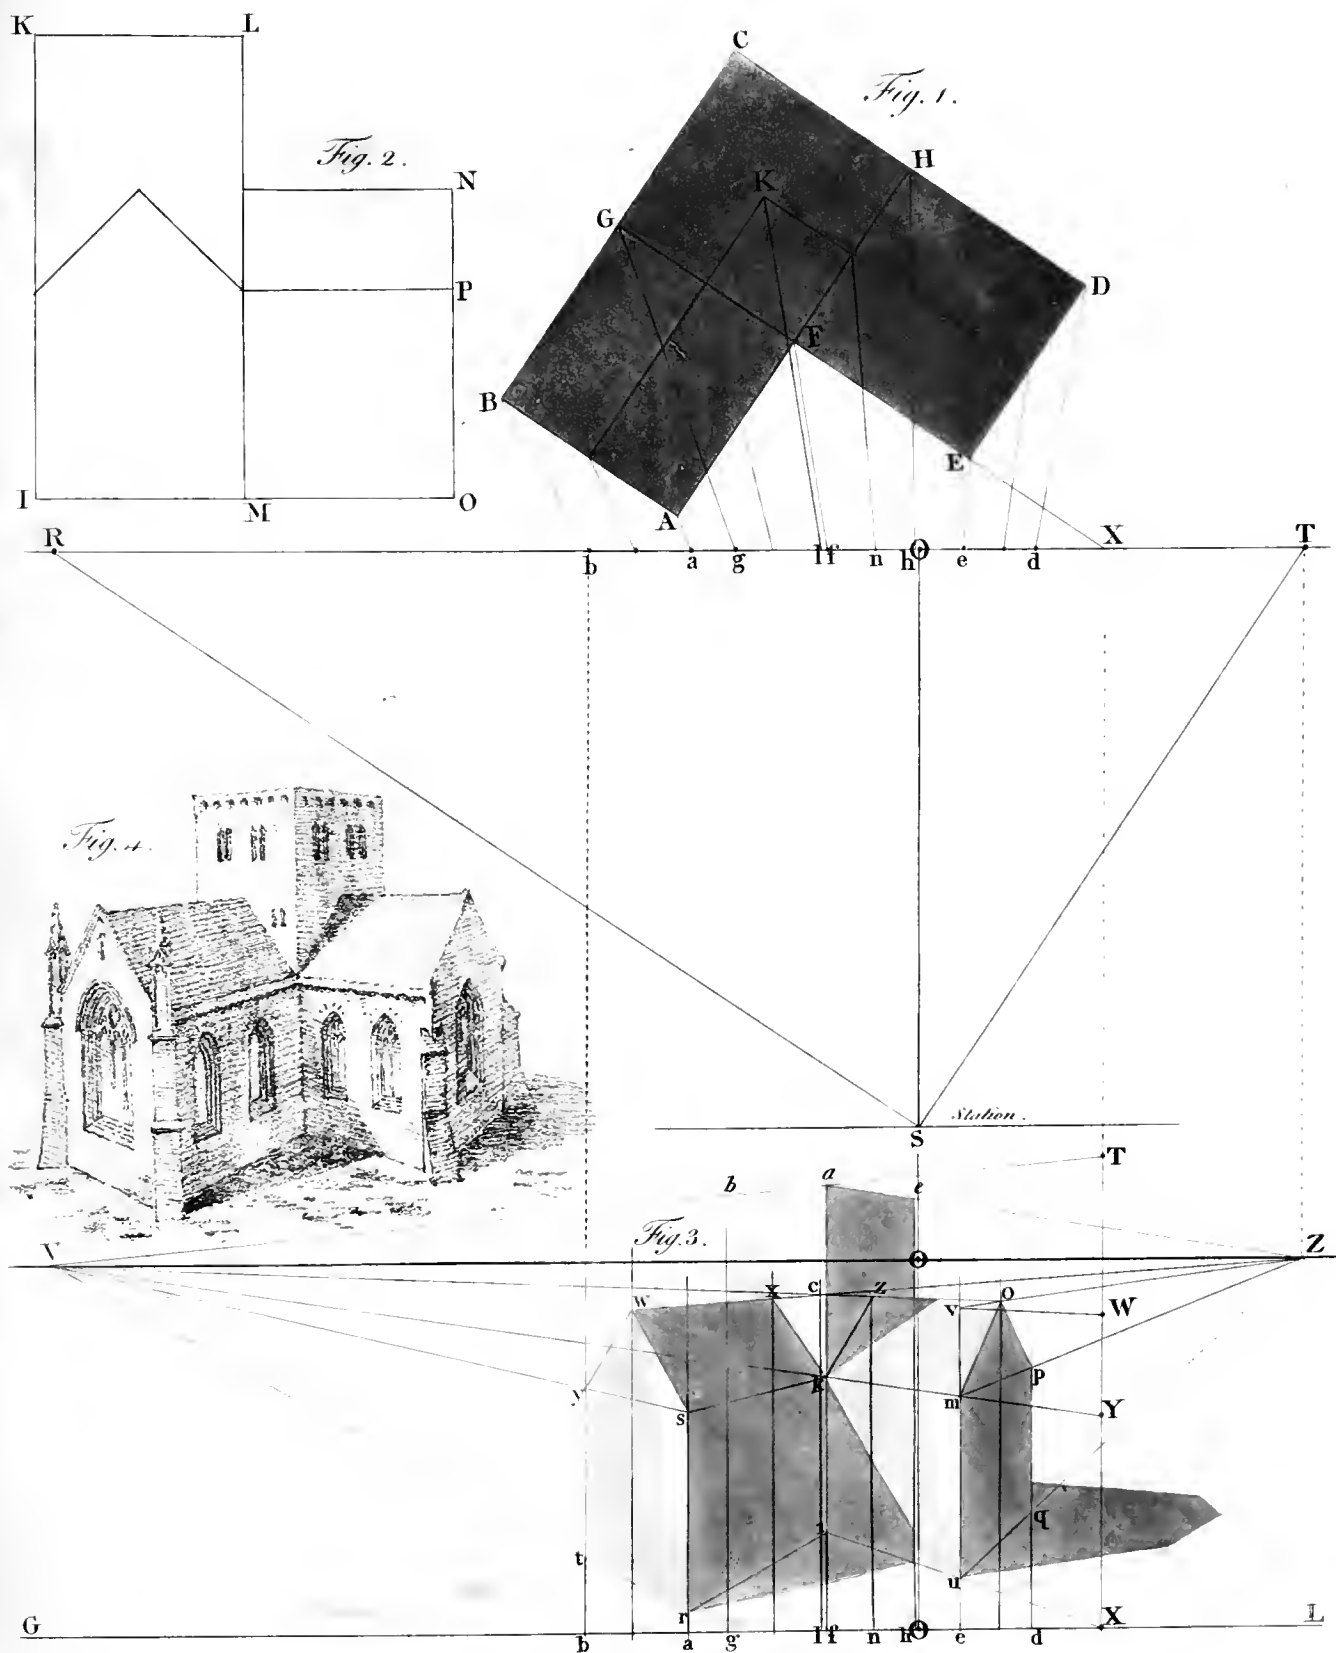 K L
C
Fig. 1.
Fig. 2.
H
N
K
G
P
D
F
B
E
I M O
A
R b a g l f n h O e d X T
Station.
S
T
b a e
Fig. 4.
Fig. 3.
V O Z
w x c z v o W
y s k m p Y
l q
t u
r
G X L
b a g l f n h O e d